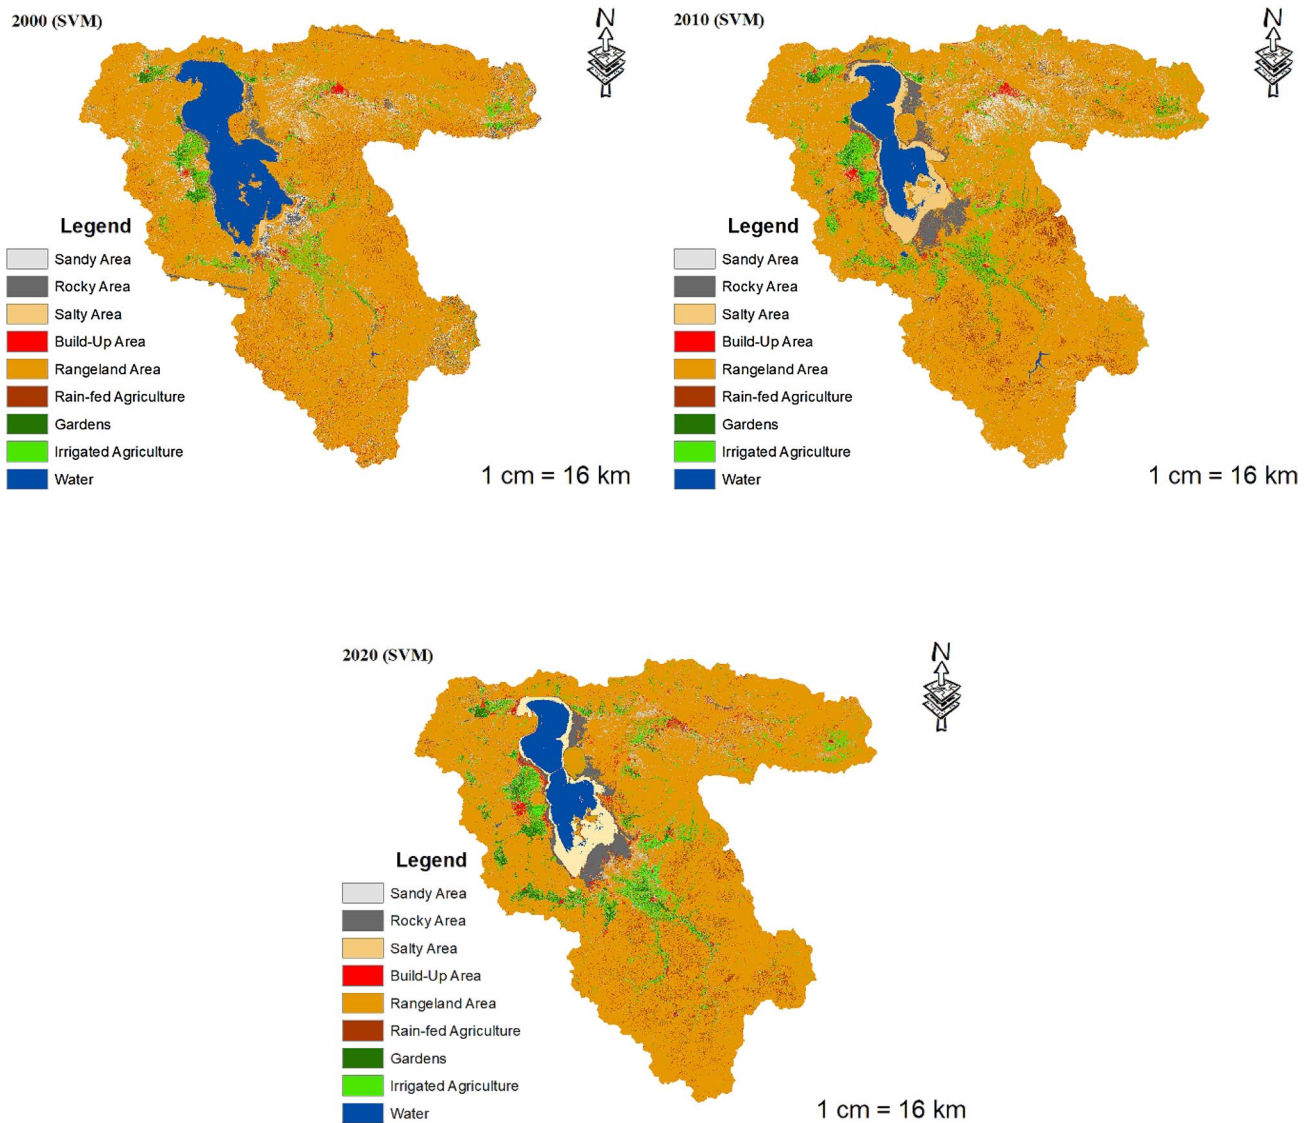 2000 (SVM)
N
Legend
Sandy Area
Rocky Area
Salty Area
Build-Up Area
Rangeland Area
Rain-fed Agriculture
Gardens
Irrigated Agriculture
Water
1 cm = 16 km
2010 (SVM)
N
Legend
Sandy Area
Rocky Area
Salty Area
Build-Up Area
Rangeland Area
Rain-fed Agriculture
Gardens
Irrigated Agriculture
Water
1 cm = 16 km
2020 (SVM)
N
Legend
Sandy Area
Rocky Area
Salty Area
Build-Up Area
Rangeland Area
Rain-fed Agriculture
Gardens
Irrigated Agriculture
Water
1 cm = 16 km